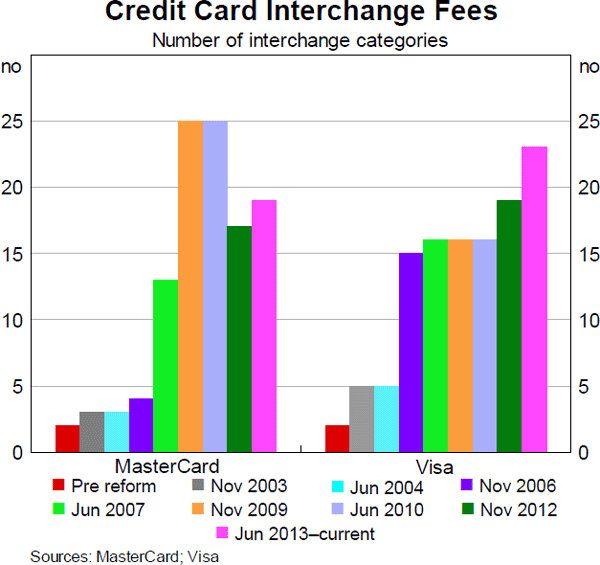 Credit Card Interchange Fees
Number of interchange categories
no no
25 25
20 20
15 15
10 10
5 5
0 0
MasterCard Visa
Pre reform Nov 2003 Jun 2004 Nov 2006
Jun 2007 Nov 2009 Jun 2010 Nov 2012
Jun 2013–current
Sources: MasterCard; Visa